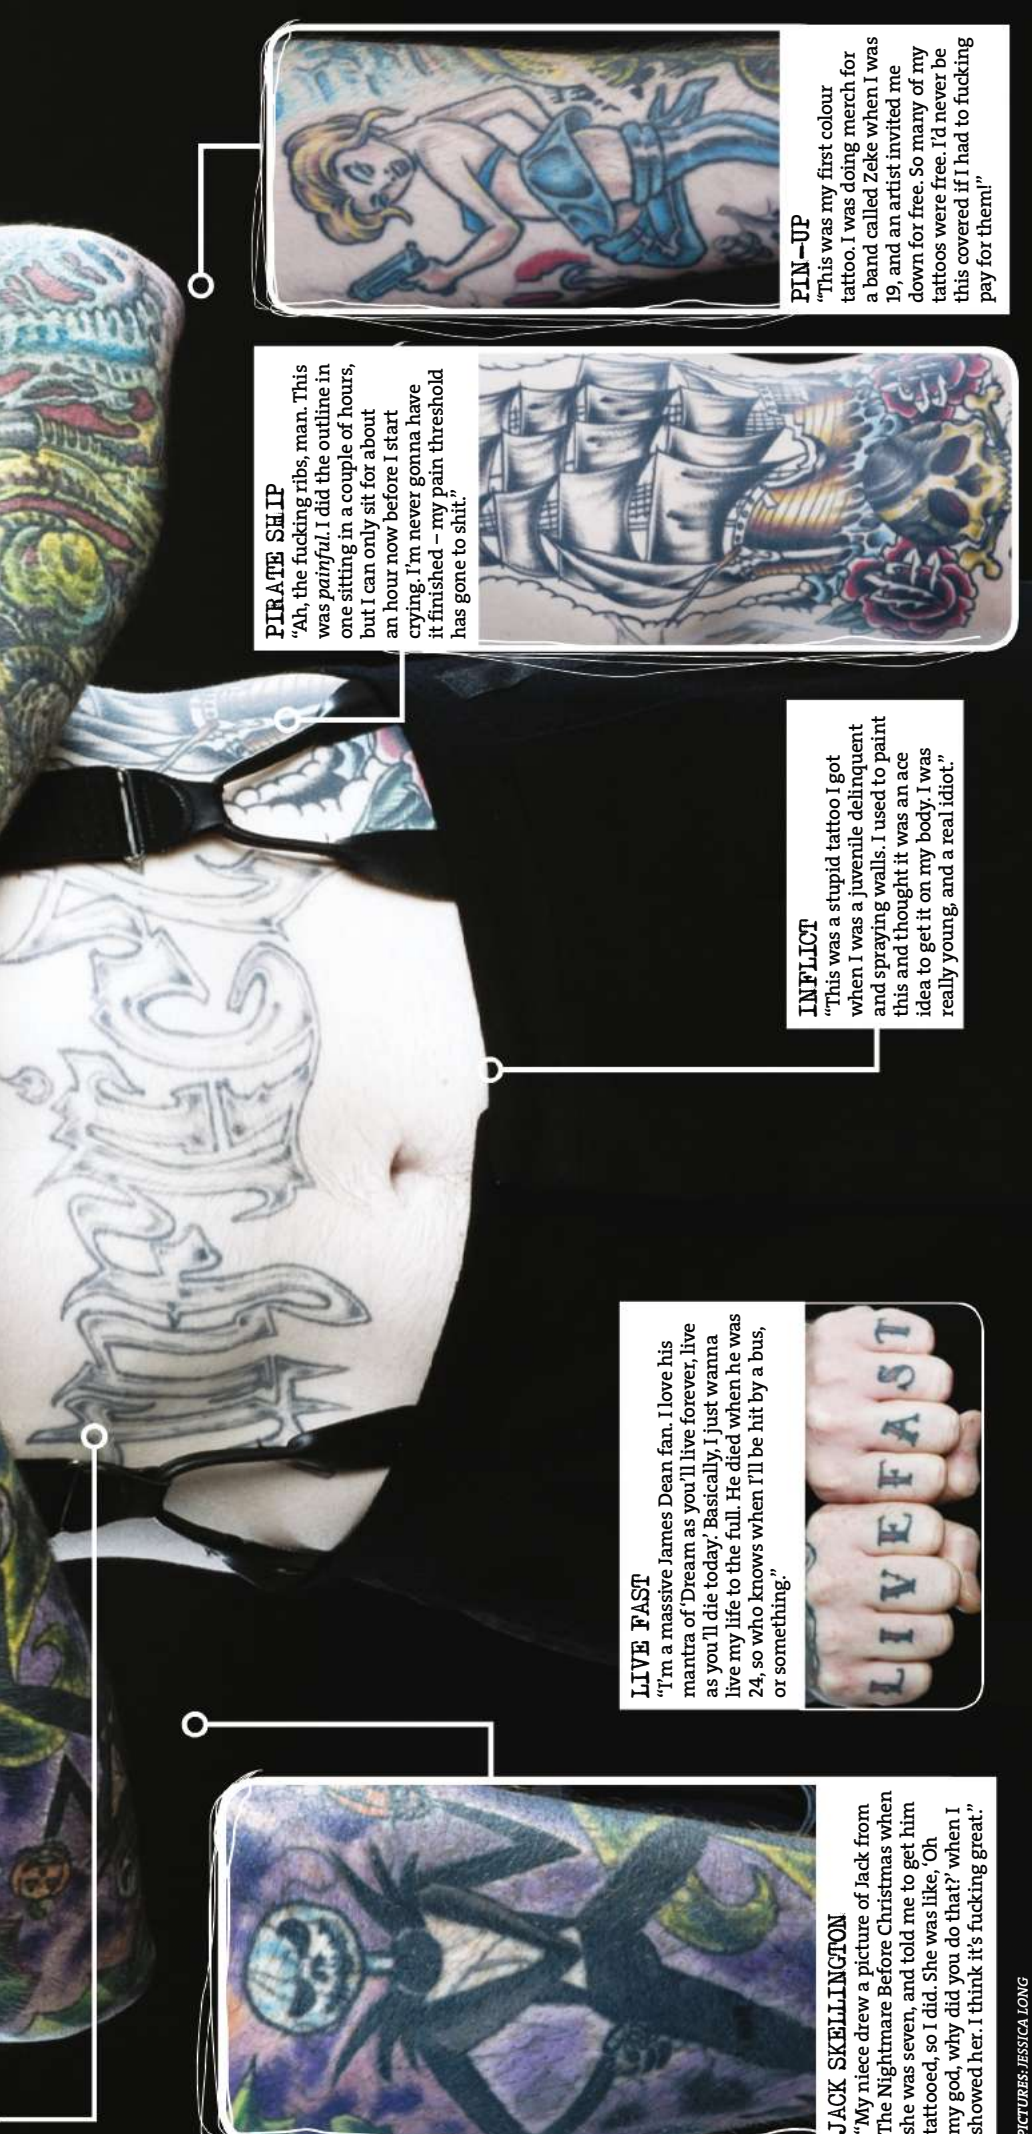 JACK SKELLINGTON
“My niece drew a picture of Jack from
The Nightmare Before Christmas when
she was seven, and told me to get him
tattooed, so I did. She was like, ‘Oh
my god, why did you do that?’ when I
showed her. I think it’s fucking great.”
PICTURES: JESSICA LONG
LIVE FAST
“I’m a massive James Dean fan. I love his
mantra of ‘Dream as you’ll live forever, live
as you’ll die today.’ Basically, I just wanna
live my life to the full. He died when he was
24, so who knows when I’ll be hit by a bus,
or something.”
LIVE FAST
INFLICT
“This was a stupid tattoo I got
when I was a juvenile delinquent
and spraying walls. I used to paint
this and thought it was an ace
idea to get it on my body. I was
really young, and a real idiot.”
PIRATE SHIP
“Ah, the fucking ribs, man. This
was painful. I did the outline in
one sitting in a couple of hours,
but I can only sit for about
an hour now before I start
crying. I’m never gonna have
it finished – my pain threshold
has gone to shit.”
PIN–UP
“This was my first colour
tattoo. I was doing merch for
a band called Zeke when I was
19, and an artist invited me
down for free. So many of my
tattoos were free. I’d never be
this covered if I had to fucking
pay for them!”